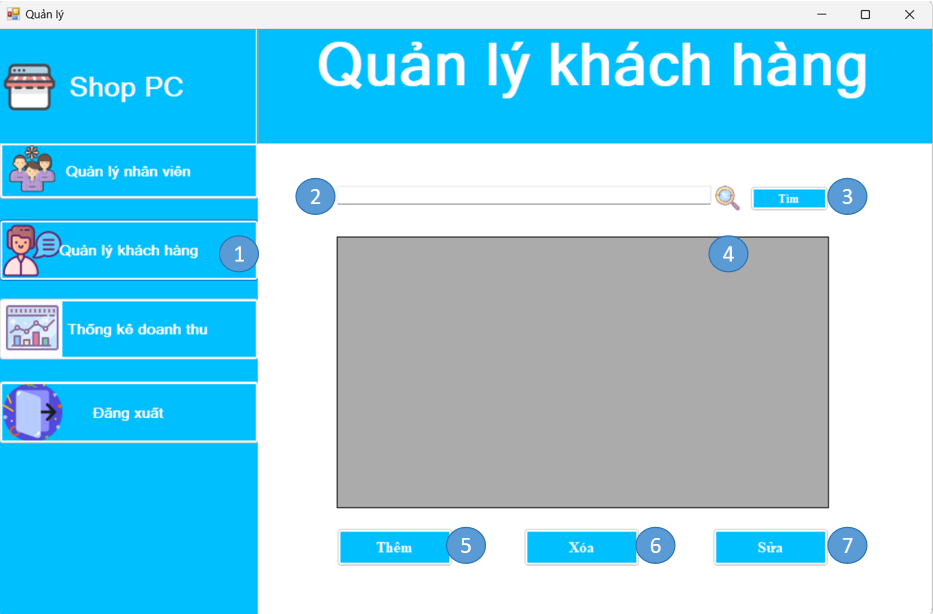 Quản lý
Shop PC
Quản lý khách hàng
Quản lý nhân viên
Quản lý khách hàng 1
Thống kê doanh thu
Đăng xuất
2
Tìm 3
4
Thêm 5
Xóa 6
Sửa 7